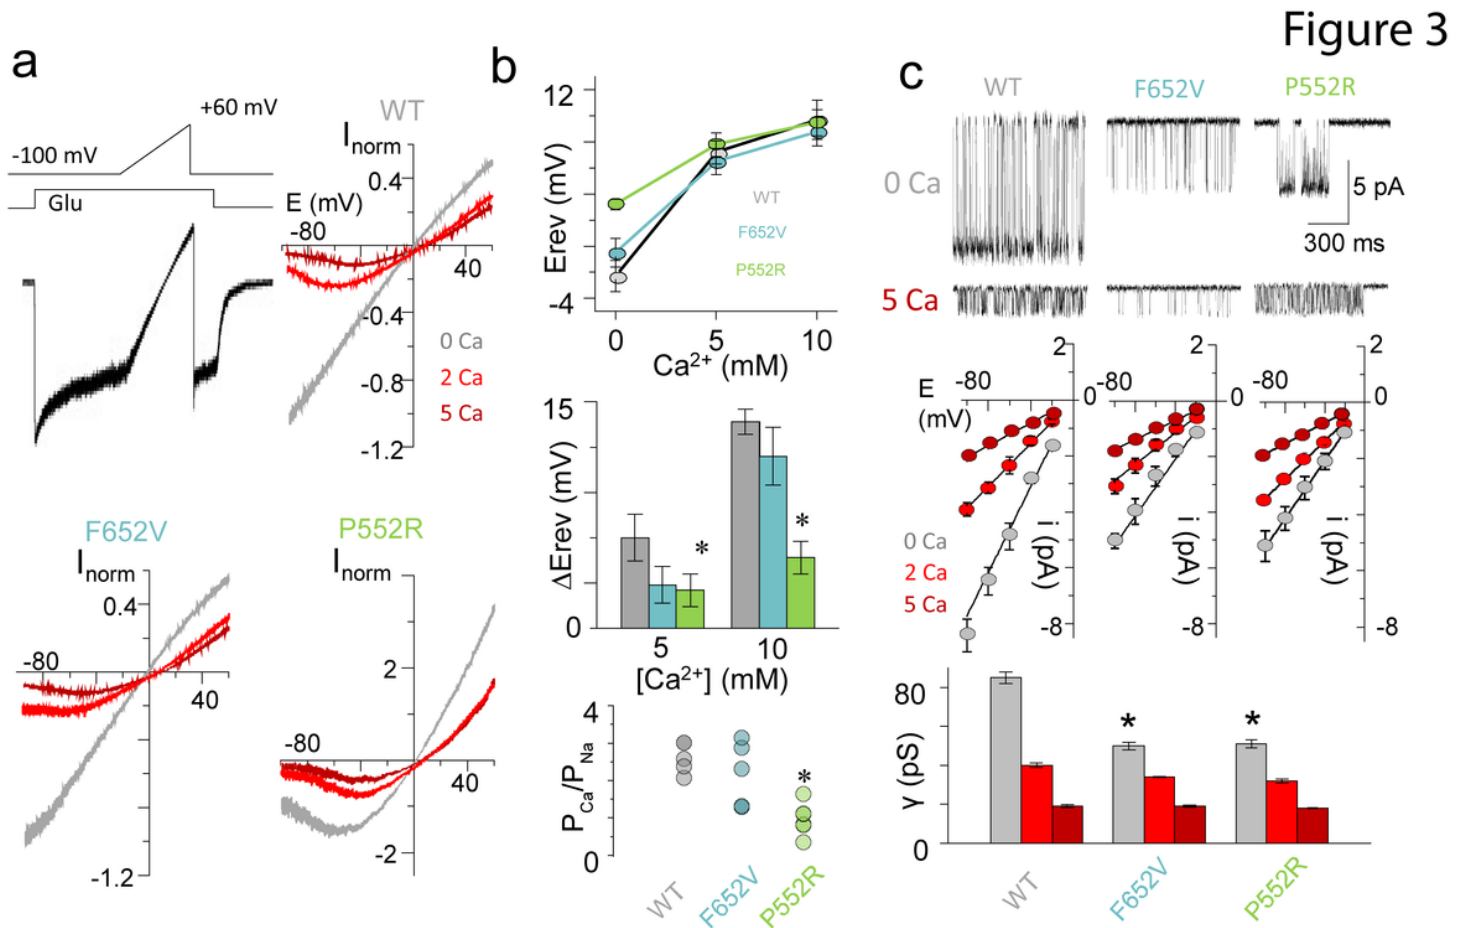 Figure 3
a
+60 mV
-100 mV
Glu
WT
Inorm
0.4
E (mV)
-80
40
-0.4
-0.8
-1.2
0 Ca
2 Ca
5 Ca
F652V
Inorm
0.4
-80
40
-1.2
P552R
Inorm
2
-80
40
-2
b
12
Erev (mV)
-4
WT
F652V
P552R
0
5
10
Ca2+ (mM)
15
ΔErev (mV)
0
*
*
5
10
[Ca2+] (mM)
4
PCa/PNa
0
*
WT
F652V
P552R
c
WT
F652V
P552R
0 Ca
5 pA
300 ms
5 Ca
E
(mV)
-80
2
i (pA)
-8
0 Ca
2 Ca
5 Ca
-80
2
0
i (pA)
-8
-80
2
0
i (pA)
-8
80
γ (pS)
0
*
*
WT
F652V
P552R